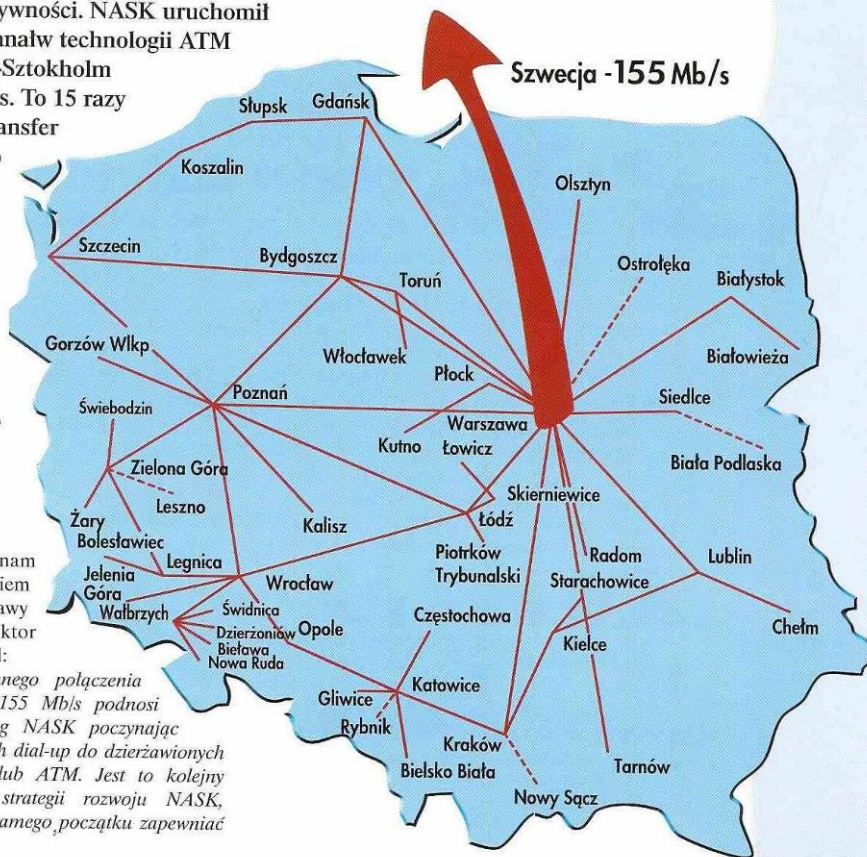 ywności. NASK uruchomił
anałw technologii ATM
-Sztokholm
s. To 15 razy
ansfer
Szwecja -155 Mb/s
Słupsk
Gdańsk
Koszalin
Olsztyn
Szczecin
Bydgoszcz
Toruń
Ostrołęka
Białystok
Gorzów Wlkp
Włocławek
Płock
Białowieża
Świebodzin
Poznań
Kutno
Warszawa
Siedlce
Łowicz
Biała Podlaska
Zielona Góra
Leszno
Skierniewice
Żary
Kalisz
Łódź
Bolesławiec
Legnica
Piotrków
Trybunalski
Radom
Lublin
Jelenia
Góra
Wrocław
Starachowice
Wałbrzych
Świdnica
Dzierżoniów
Bieława
Nowa Ruda
Opole
Częstochowa
Kielce
Chełm
Gliwice
Katowice
Rybnik
Kraków
Bielsko Biała
Tarnów
Nowy Sącz
nam
iem
awy
ktor
d:
nego połączenia
155 Mb/s podnosi
g NASK poczynając
h dial-up do dzierżawionych
lub ATM. Jest to kolejny
strategii rozwoju NASK,
amego początku zapewniać